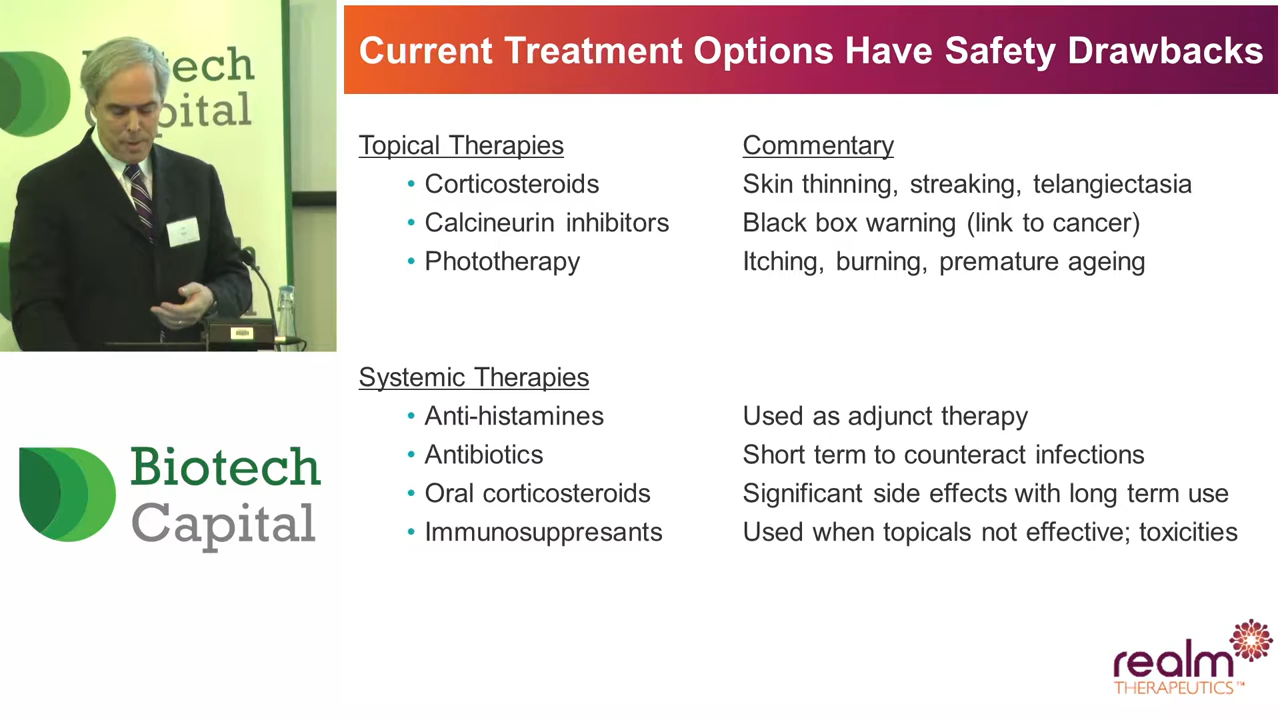 Current Treatment Options Have Safety Drawbacks
Topical Therapies Commentary
• Corticosteroids Skin thinning, streaking, telangiectasia
• Calcineurin inhibitors Black box warning (link to cancer)
• Phototherapy Itching, burning, premature ageing
Systemic Therapies
• Anti-histamines Used as adjunct therapy
• Antibiotics Short term to counteract infections
• Oral corticosteroids Significant side effects with long term use
• Immunosuppresants Used when topicals not effective; toxicities
Biotech
Capital
realm
THERAPEUTICS™